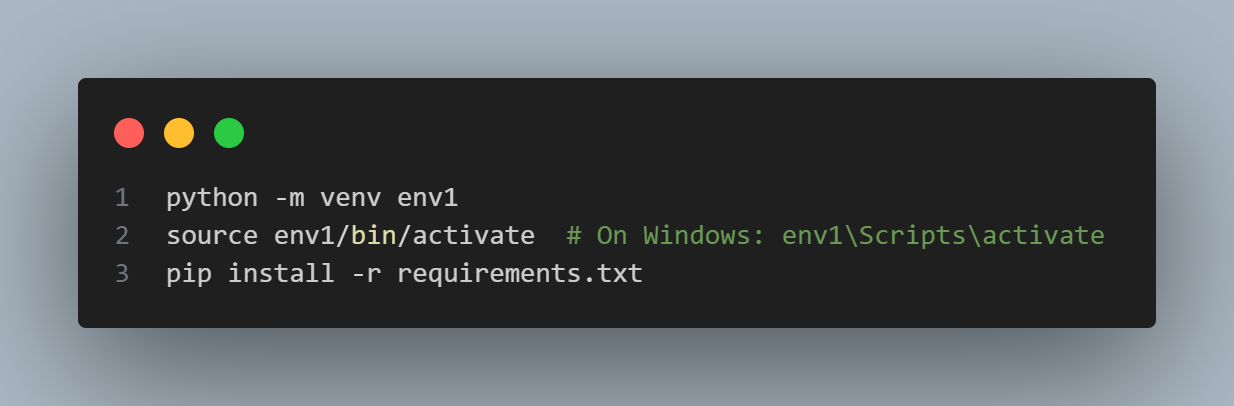 1 python -m venv env1
2 source env1/bin/activate  # On Windows: env1\Scripts\activate
3 pip install -r requirements.txt